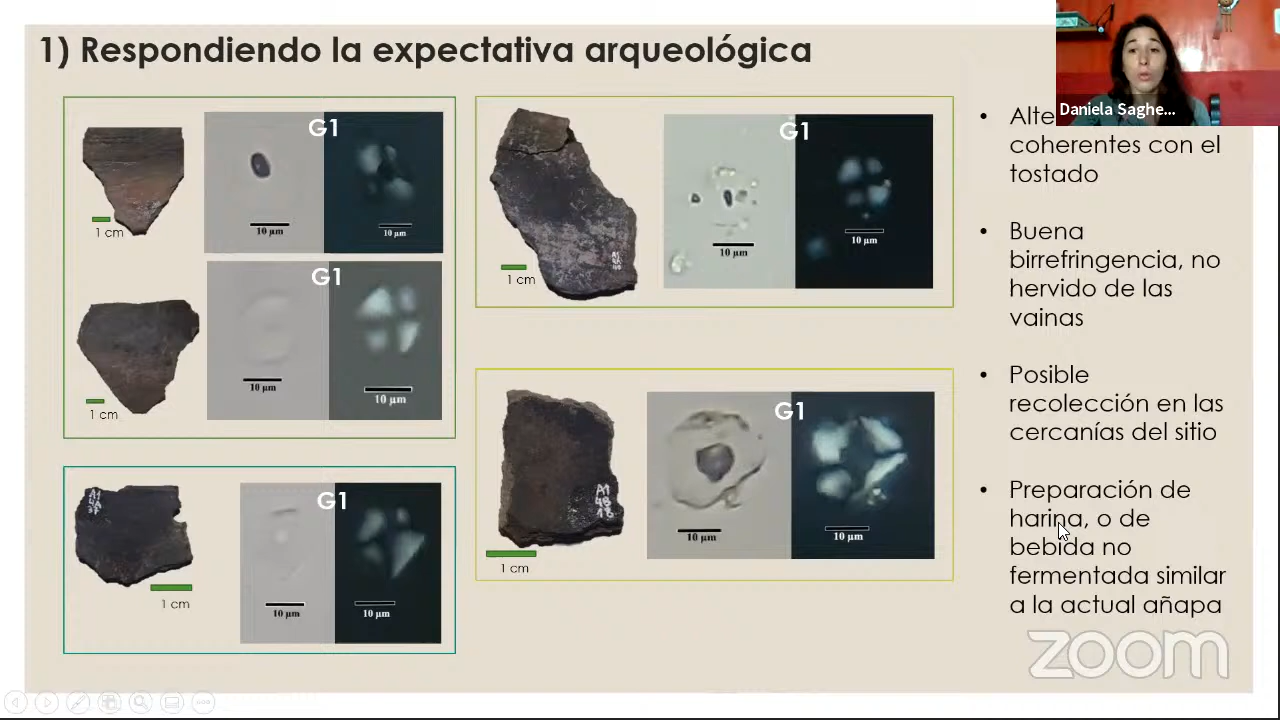 1) Respondiendo la expectativa arqueológica
Daniela Saghe...
G1
10 µm
10 µm
1 cm
G1
10 µm
10 µm
1 cm
G1
10 µm
10 µm
1 cm
G1
10 µm
10 µm
1 cm
G1
A1
4B
18
10 µm
10 µm
1 cm
• Alte
coherentes con el
tostado
• Buena
birrefringencia, no
hervido de las
vainas
• Posible
recolección en las
cercanías del sitio
• Preparación de
harina, o de
bebida no
fermentada similar
a la actual añapa
zoom